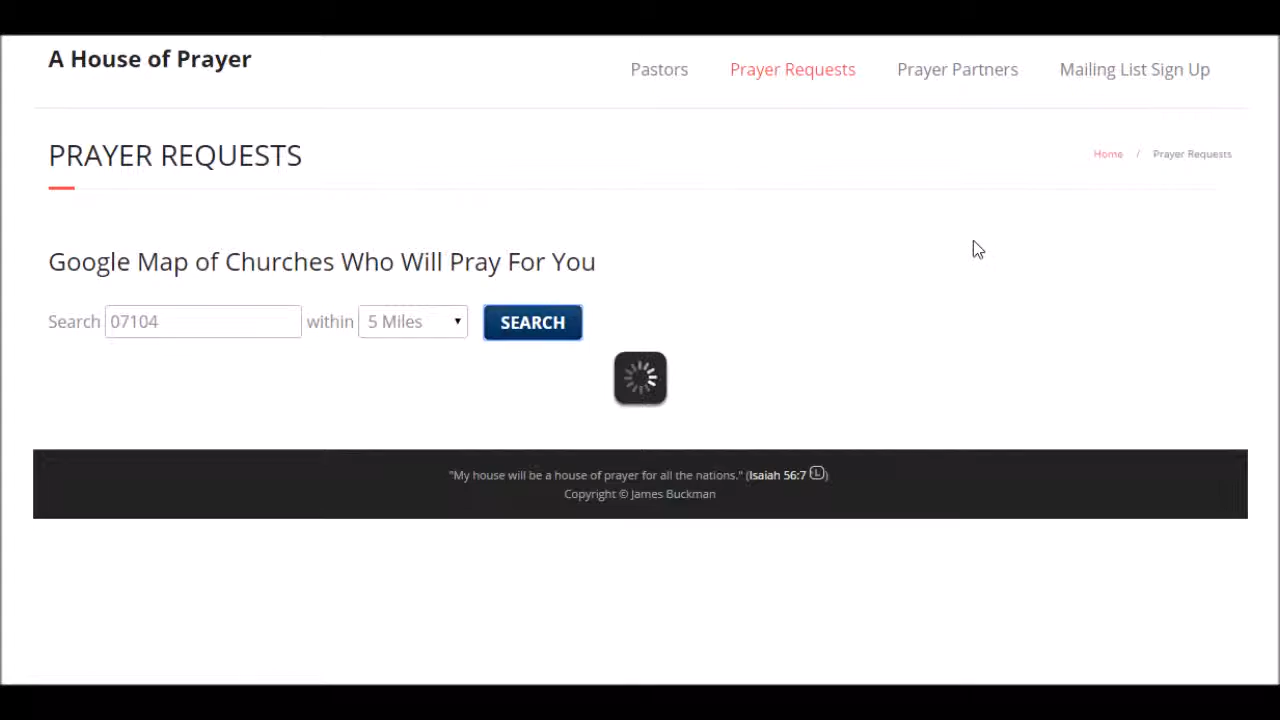 A House of Prayer
Pastors Prayer Requests Prayer Partners Mailing List Sign Up
PRAYER REQUESTS
Home / Prayer Requests
Google Map of Churches Who Will Pray For You
Search 07104 within 5 Miles SEARCH
"My house will be a house of prayer for all the nations." (Isaiah 56:7 L)
Copyright © James Buckman